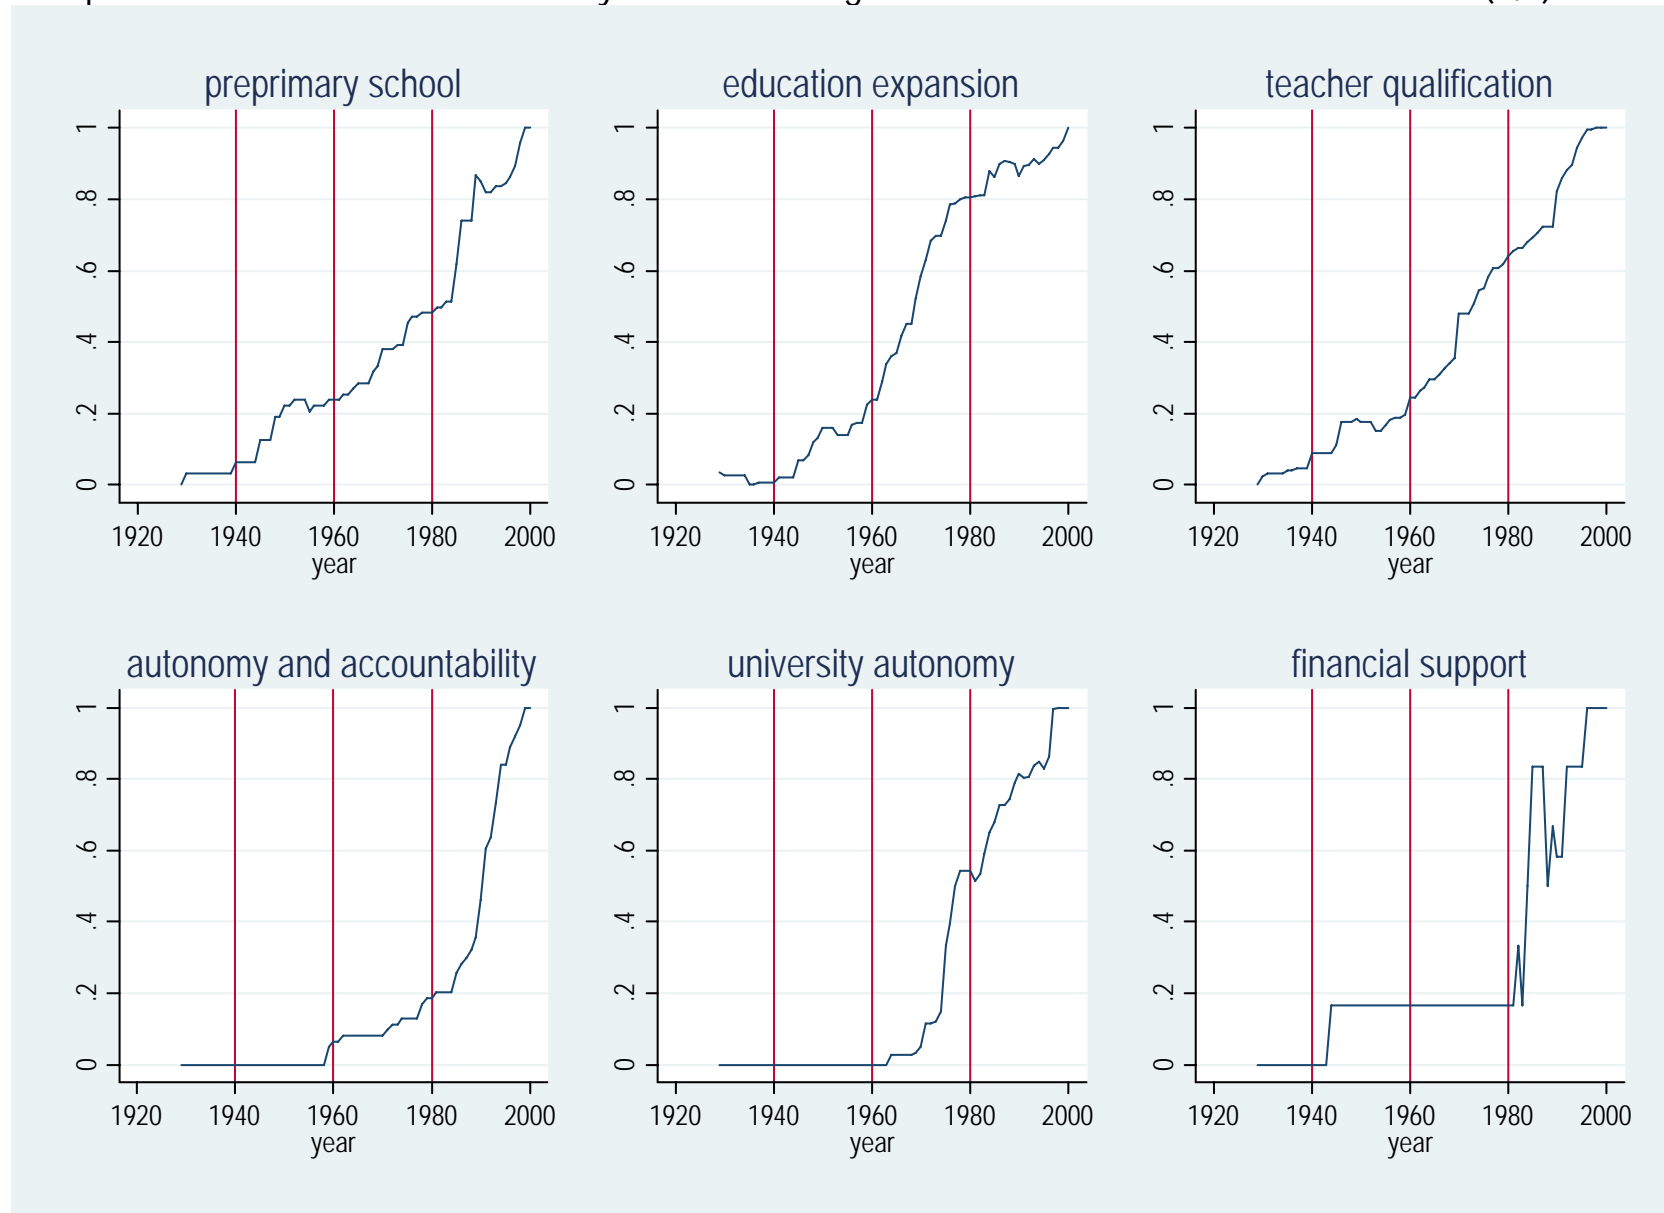 preprimary school
1
.8
.6
.4
.2
0
1920 1940 1960 1980 2000
year
education expansion
1
.8
.6
.4
.2
0
1920 1940 1960 1980 2000
year
teacher qualification
1
.8
.6
.4
.2
0
1920 1940 1960 1980 2000
year
autonomy and accountability
1
.8
.6
.4
.2
0
1920 1940 1960 1980 2000
year
university autonomy
1
.8
.6
.4
.2
0
1920 1940 1960 1980 2000
year
financial support
1
.8
.6
.4
.2
0
1920 1940 1960 1980 2000
year